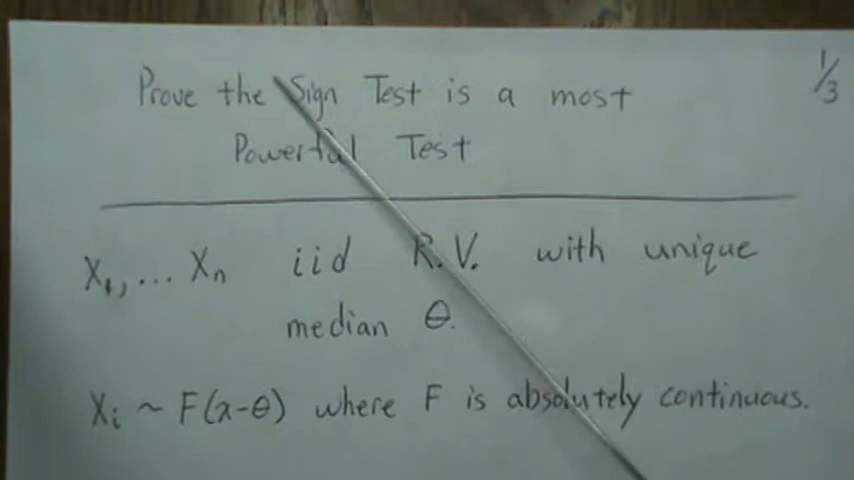 Prove the Sign Test is a most
Powerful Test
1/3
X₁, ... Xₙ iid R.V. with unique
median θ.
Xᵢ ~ F(x-θ) where F is absolutely continuous.